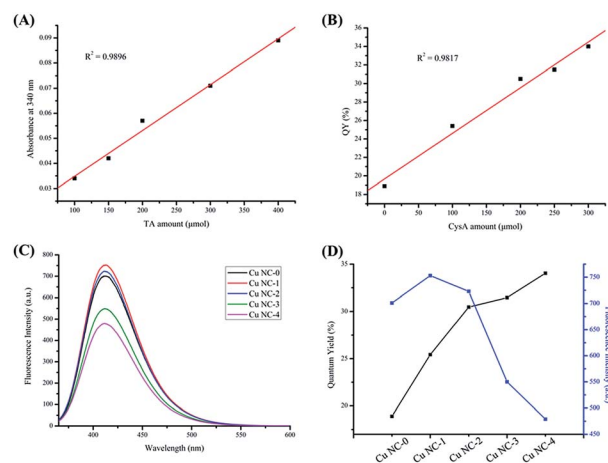 (A)
R² = 0.9896
Absorbance at 340 nm
0.09
0.08
0.07
0.06
0.05
0.04
0.03
100 150 200 250 300 350 400
TA amount (μmol)
(B)
R² = 0.9817
QY (%)
36
34
32
30
28
26
24
22
20
18
16
0 50 100 150 200 250 300
CysA amount (μmol)
(C)
Fluorescence Intensity (a.u.)
800
700
600
500
400
300
200
100
0
Cu NC-0
Cu NC-1
Cu NC-2
Cu NC-3
Cu NC-4
400 450 500 550 600
Wavelength (nm)
(D)
Quantum Yield (%)
30
25
20
750
700
650
600
550
500
450
Cu NC-0 Cu NC-1 Cu NC-2 Cu NC-3 Cu NC-4